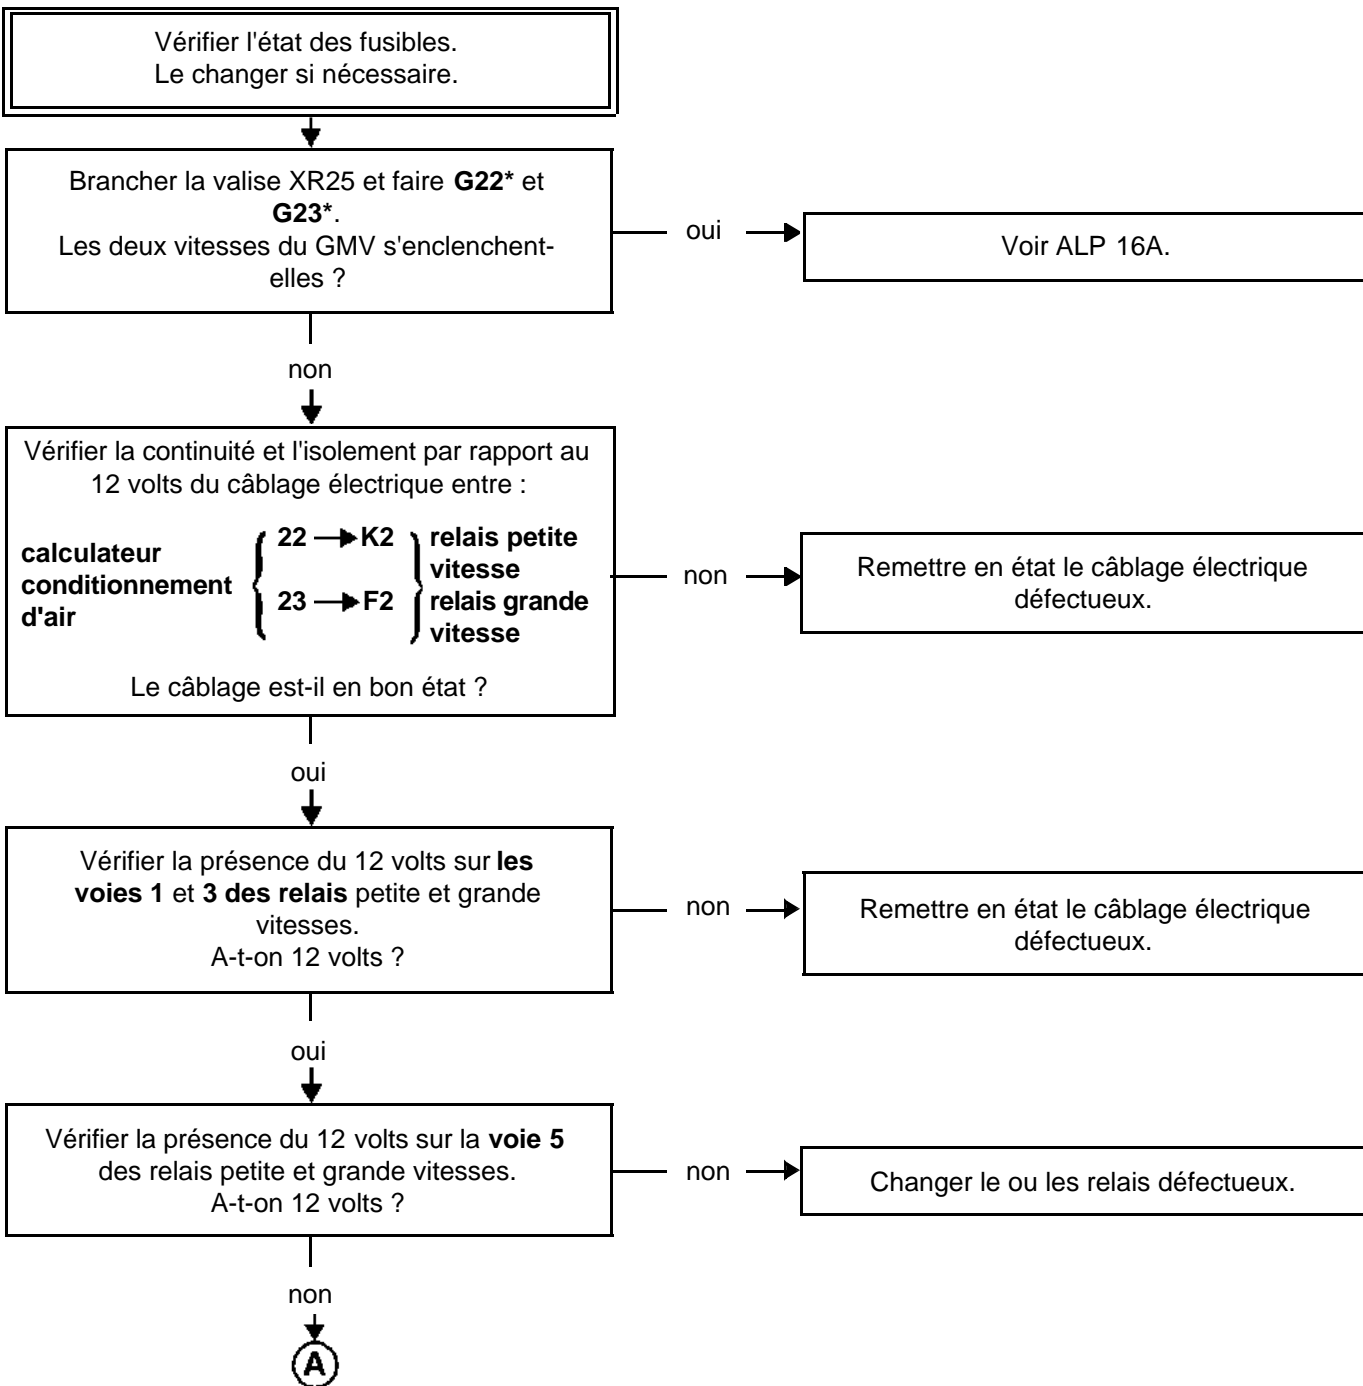 Vérifier l'état des fusibles.
Le changer si nécessaire.
Brancher la valise XR25 et faire G22* et
G23*.
Les deux vitesses du GMV s'enclenchent-
elles ?
oui
Voir ALP 16A.
non
Vérifier la continuité et l'isolement par rapport au
12 volts du câblage électrique entre :
calculateur
conditionnement
d'air
22 → K2
23 → F2
relais petite
vitesse
relais grande
vitesse
Le câblage est-il en bon état ?
non
Remettre en état le câblage électrique
défectueux.
oui
Vérifier la présence du 12 volts sur les
voies 1 et 3 des relais petite et grande
vitesses.
A-t-on 12 volts ?
non
Remettre en état le câblage électrique
défectueux.
oui
Vérifier la présence du 12 volts sur la voie 5
des relais petite et grande vitesses.
A-t-on 12 volts ?
non
Changer le ou les relais défectueux.
non
A